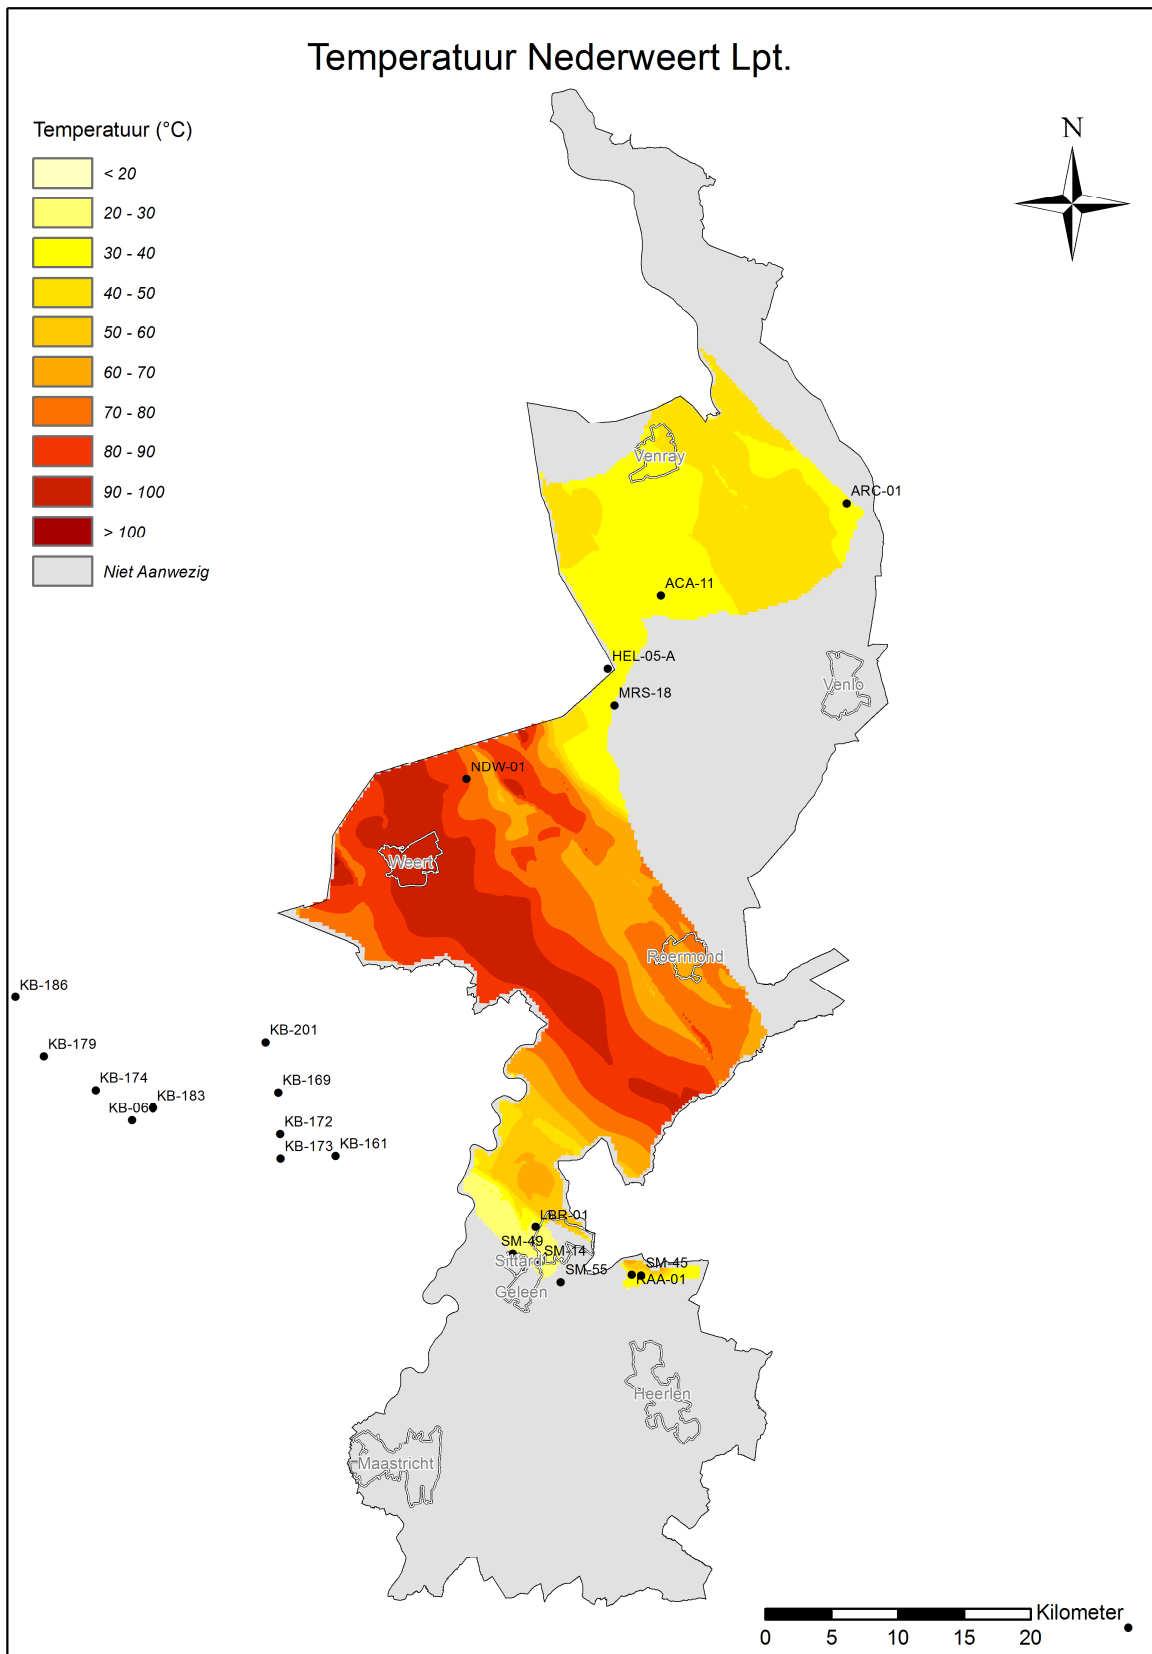 Temperatuur Nederweert Lpt.
Temperatuur (°C)
N
< 20
20 - 30
30 - 40
40 - 50
50 - 60
60 - 70
70 - 80
80 - 90
90 - 100
> 100
Niet Aanwezig
Venray
ARC-01
ACA-11
HEL-05-A
Venlo
MRS-18
NDW-01
Weert
Roermond
KB-186
KB-201
KB-179
KB-174
KB-183
KB-169
KB-172
KB-173
KB-161
LBR-01
SM-49
SM-14
Sittard
SM-55
SM-45
RAA-01
Geleen
Heerlen
Maastricht
Kilometer
0 5 10 15 20